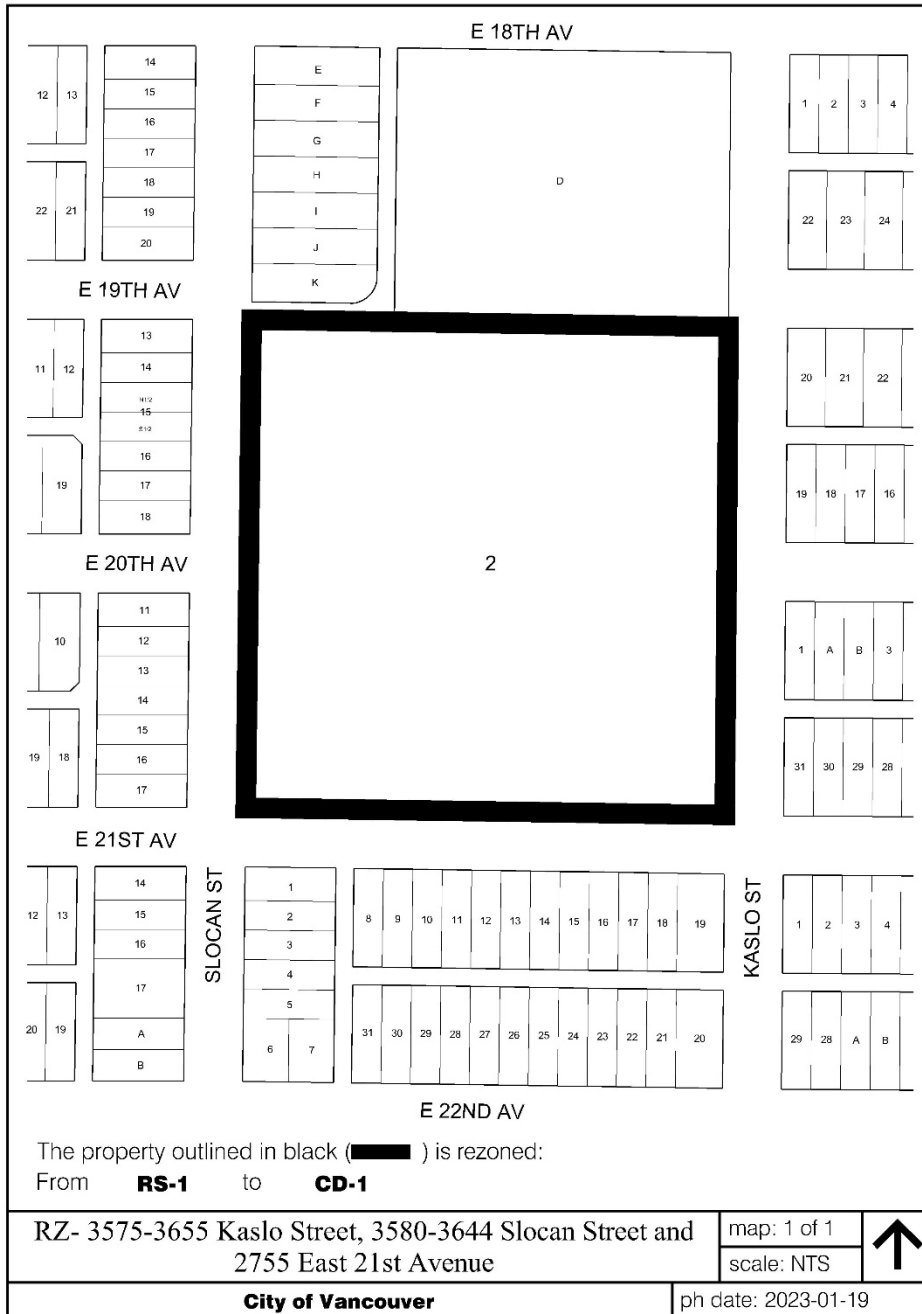 E 18TH AV
12 13
14
15
16
17
18
19
20
22 21
E
F
G
H
I
J
K
D
1 2 3 4
22 23 24
E 19TH AV
11 12
13
14
N1/2
15
S1/2
16
17
18
19
20 21 22
19 18 17 16
E 20TH AV
10
11
12
13
14
15
16
17
19 18
2
1 A B 3
31 30 29 28
E 21ST AV
12 13
14
15
16
17
A
B
20 19
SLOCAN ST
1
2
3
4
5
6 7
8 9 10 11 12 13 14 15 16 17 18 19
31 30 29 28 27 26 25 24 23 22 21 20
KASLO ST
1 2 3 4
29 28 A B
E 22ND AV
The property outlined in black ( ) is rezoned:
From RS-1 to CD-1
RZ- 3575-3655 Kaslo Street, 3580-3644 Slocan Street and
2755 East 21st Avenue
map: 1 of 1
scale: NTS
City of Vancouver
ph date: 2023-01-19